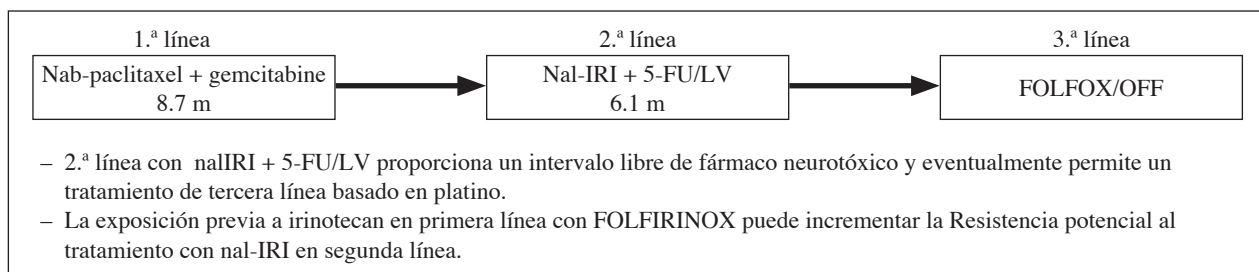 1.ª línea
2.ª línea
3.ª línea
Nab-paclitaxel + gemcitabine
8.7 m
Nal-IRI + 5-FU/LV
6.1 m
FOLFOX/OFF
– 2.ª línea con nalIRI + 5-FU/LV proporciona un intervalo libre de fármaco neurotóxico y eventualmente permite un
tratamiento de tercera línea basado en platino.
– La exposición previa a irinotecan en primera línea con FOLFIRINOX puede incrementar la Resistencia potencial al
tratamiento con nal-IRI en segunda línea.